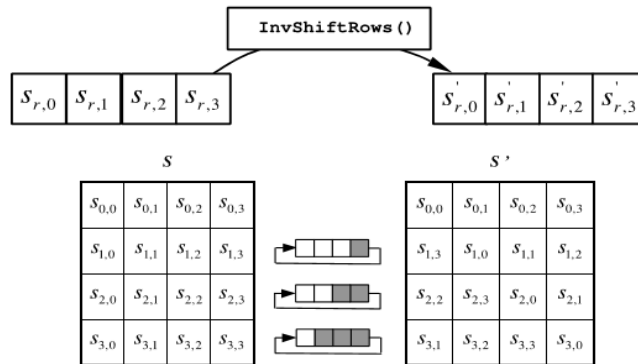 InvShiftRows()
s_{r,0} s_{r,1} s_{r,2} s_{r,3} s'_{r,0} s'_{r,1} s'_{r,2} s'_{r,3}
S S'
s_{0,0} s_{0,1} s_{0,2} s_{0,3} s_{0,0} s_{0,1} s_{0,2} s_{0,3}
s_{1,0} s_{1,1} s_{1,2} s_{1,3} s_{1,3} s_{1,0} s_{1,1} s_{1,2}
s_{2,0} s_{2,1} s_{2,2} s_{2,3} s_{2,2} s_{2,3} s_{2,0} s_{2,1}
s_{3,0} s_{3,1} s_{3,2} s_{3,3} s_{3,1} s_{3,2} s_{3,3} s_{3,0}